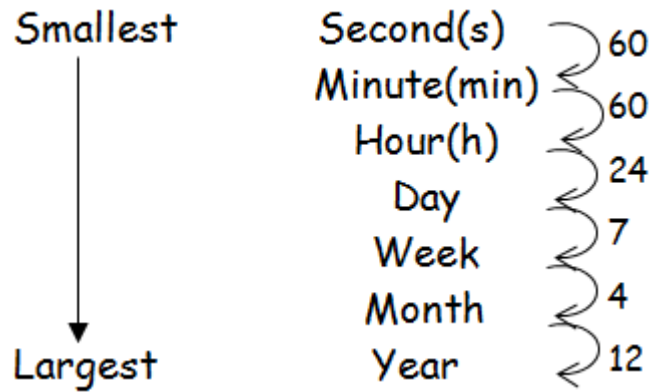 Smallest Second(s)
60
Minute(min)
60
Hour(h)
24
Day
7
Week
4
Month
12
Largest Year